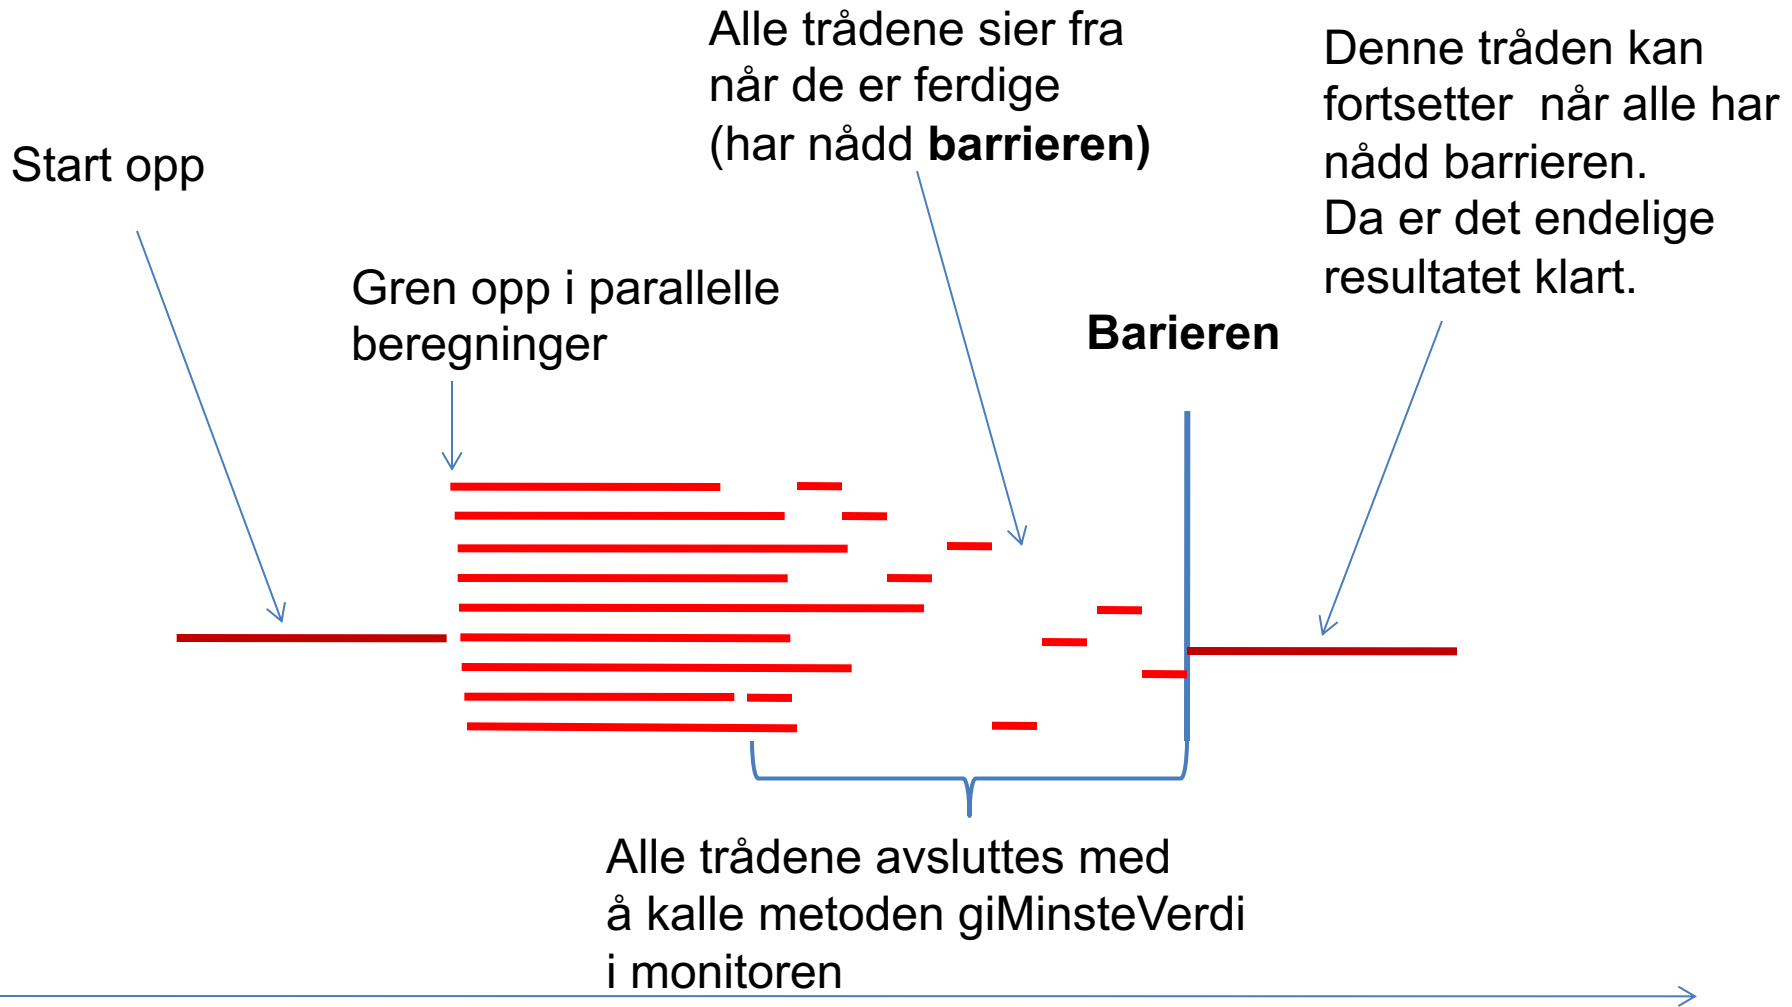 Start opp
Gren opp i parallelle
beregninger
Alle trådene sier fra
når de er ferdige
(har nådd barrieren)
Barieren
Denne tråden kan
fortsetter  når alle har
nådd barrieren.
Da er det endelige
resultatet klart.
Alle trådene avsluttes med
å kalle metoden giMinsteVerdi
i monitoren